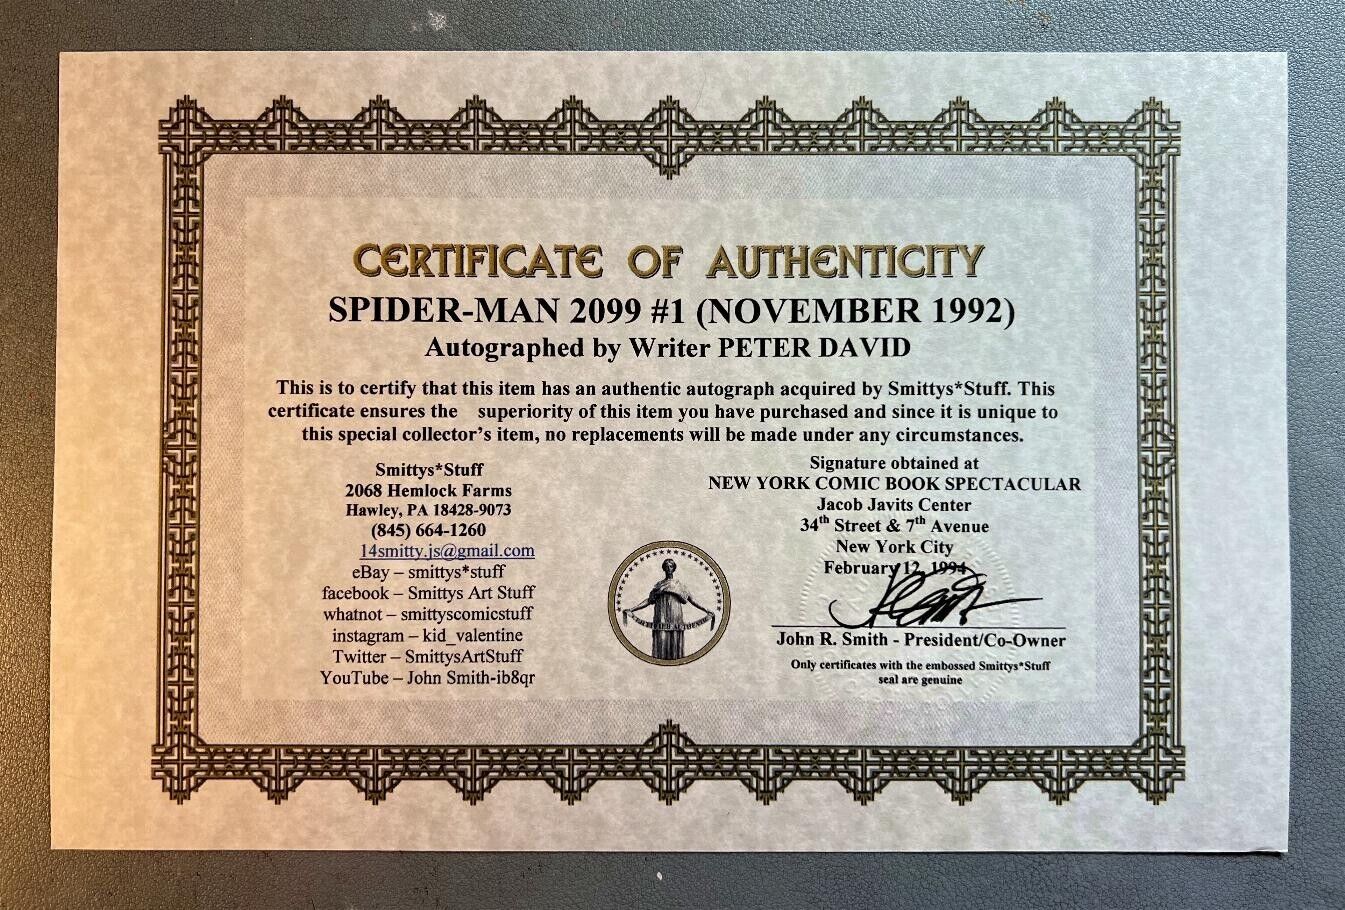 CERTIFICATE OF AUTHENTICITY
SPIDER-MAN 2099 #1 (NOVEMBER 1992)
Autographed by Writer PETER DAVID
This is to certify that this item has an authentic autograph acquired by Smittys*Stuff. This
certificate ensures the superiority of this item you have purchased and since it is unique to
this special collector's item, no replacements will be made under any circumstances.
Smittys*Stuff
2068 Hemlock Farms
Hawley, PA 18428-9073
(845) 664-1260
14smitty.js@gmail.com
eBay – smittys*stuff
facebook – Smittys Art Stuff
whatnot – smittyscomicstuff
instagram – kid_valentine
Twitter – SmittysArtStuff
YouTube – John Smith-ib8qr
CERTIFIED AUTHENTIC
Signature obtained at
NEW YORK COMIC BOOK SPECTACULAR
Jacob Javits Center
34th Street & 7th Avenue
New York City
February 12, 1994
John R. Smith - President/Co-Owner
Only certificates with the embossed Smittys*Stuff
seal are genuine